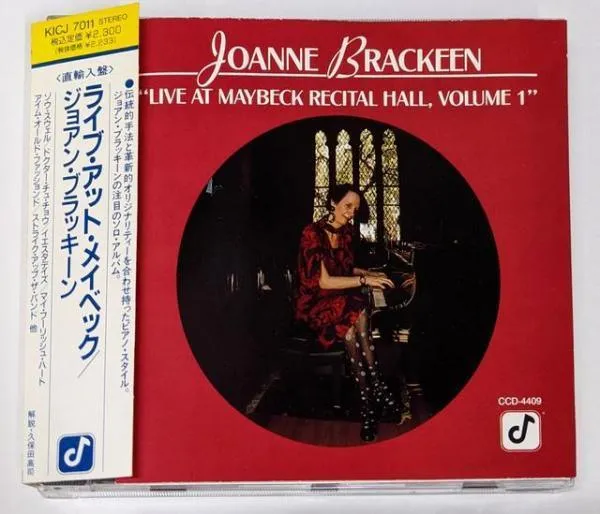 KICJ 7011 STEREO
税込定価 ¥2,300
(税抜価格 ¥2,233)
〈直輸入盤〉
ライブ・アット・メイベック/
ジョアン・ブラッキーン
●伝統的手法と革新的オリジナリティーを合わせ持ったピアノ・スタイル。
ジョアン・ブラッキーンの注目のソロ・アルバム。
ソウ・スウェル/ドクター・チュ・チョウ/イエスタデイズ/マイ・フーリッシュ・ハート
アイム・オールド・ファッションド/ストライク・アップ・ザ・バンド 他
解説・久保田高司
JOANNE BRACKEEN
"LIVE AT MAYBECK RECITAL HALL, VOLUME 1"
CCD-4409